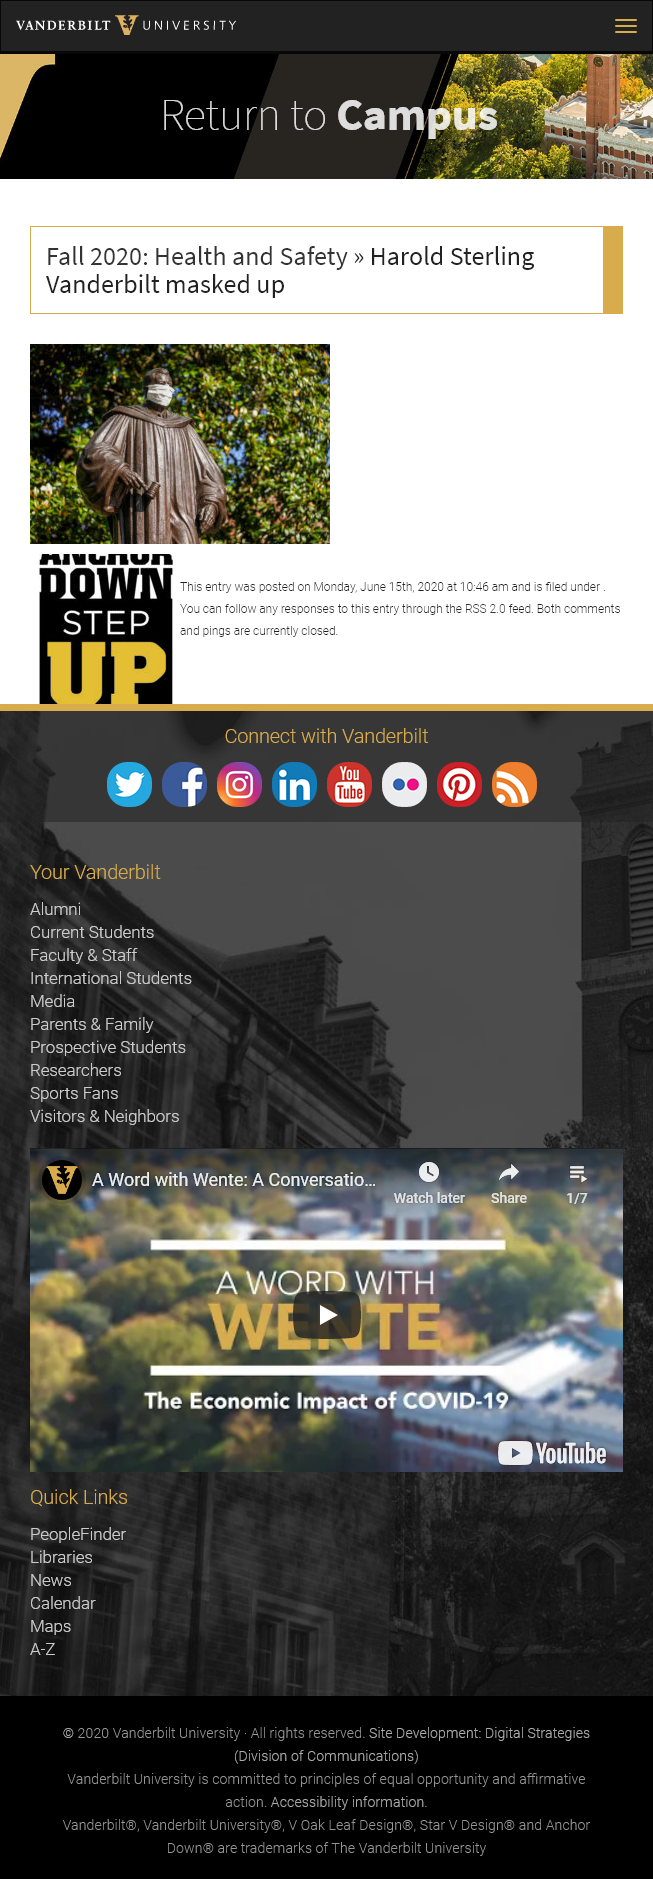 VANDERBILT UNIVERSITY
Return to Campus
Fall 2020: Health and Safety » Harold Sterling
Vanderbilt masked up
ANCHOR
DOWN
STEP
UP
This entry was posted on Monday, June 15th, 2020 at 10:46 am and is filed under .
You can follow any responses to this entry through the RSS 2.0 feed. Both comments
and pings are currently closed.
Connect with Vanderbilt
You
Tube
Your Vanderbilt
Alumni
Current Students
Faculty & Staff
International Students
Media
Parents & Family
Prospective Students
Researchers
Sports Fans
Visitors & Neighbors
A Word with Wente: A Conversatio...
Watch later
Share
1/7
A WORD WITH
WENTE
The Economic Impact of COVID-19
YouTube
Quick Links
PeopleFinder
Libraries
News
Calendar
Maps
A-Z
© 2020 Vanderbilt University · All rights reserved. Site Development: Digital Strategies
(Division of Communications)
Vanderbilt University is committed to principles of equal opportunity and affirmative
action. Accessibility information.
Vanderbilt®, Vanderbilt University®, V Oak Leaf Design®, Star V Design® and Anchor
Down® are trademarks of The Vanderbilt University